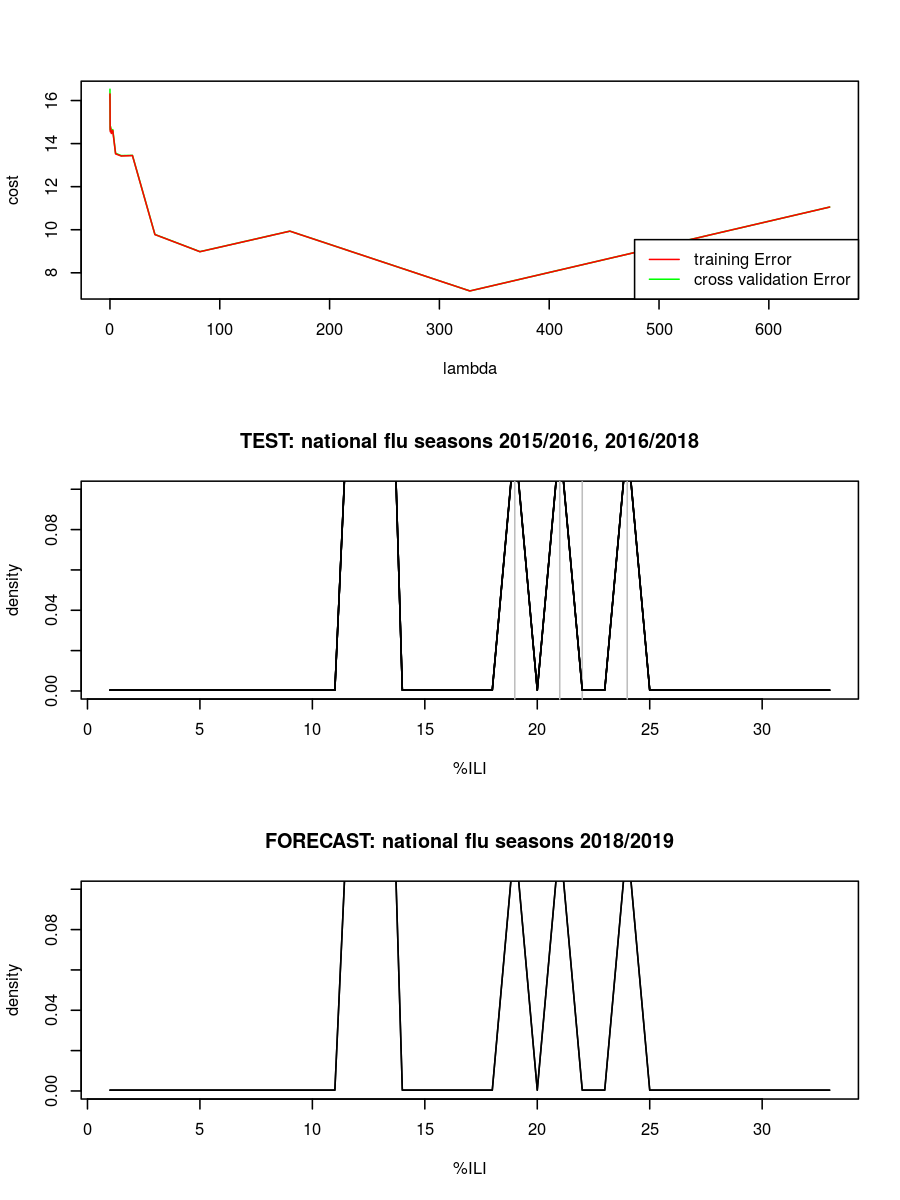 16
14
12
10
8
cost
training Error
cross validation Error
0 100 200 300 400 500 600
lambda
TEST: national flu seasons 2015/2016, 2016/2018
0.08
0.04
0.00
density
0 5 10 15 20 25 30
%ILI
FORECAST: national flu seasons 2018/2019
0.08
0.04
0.00
density
0 5 10 15 20 25 30
%ILI